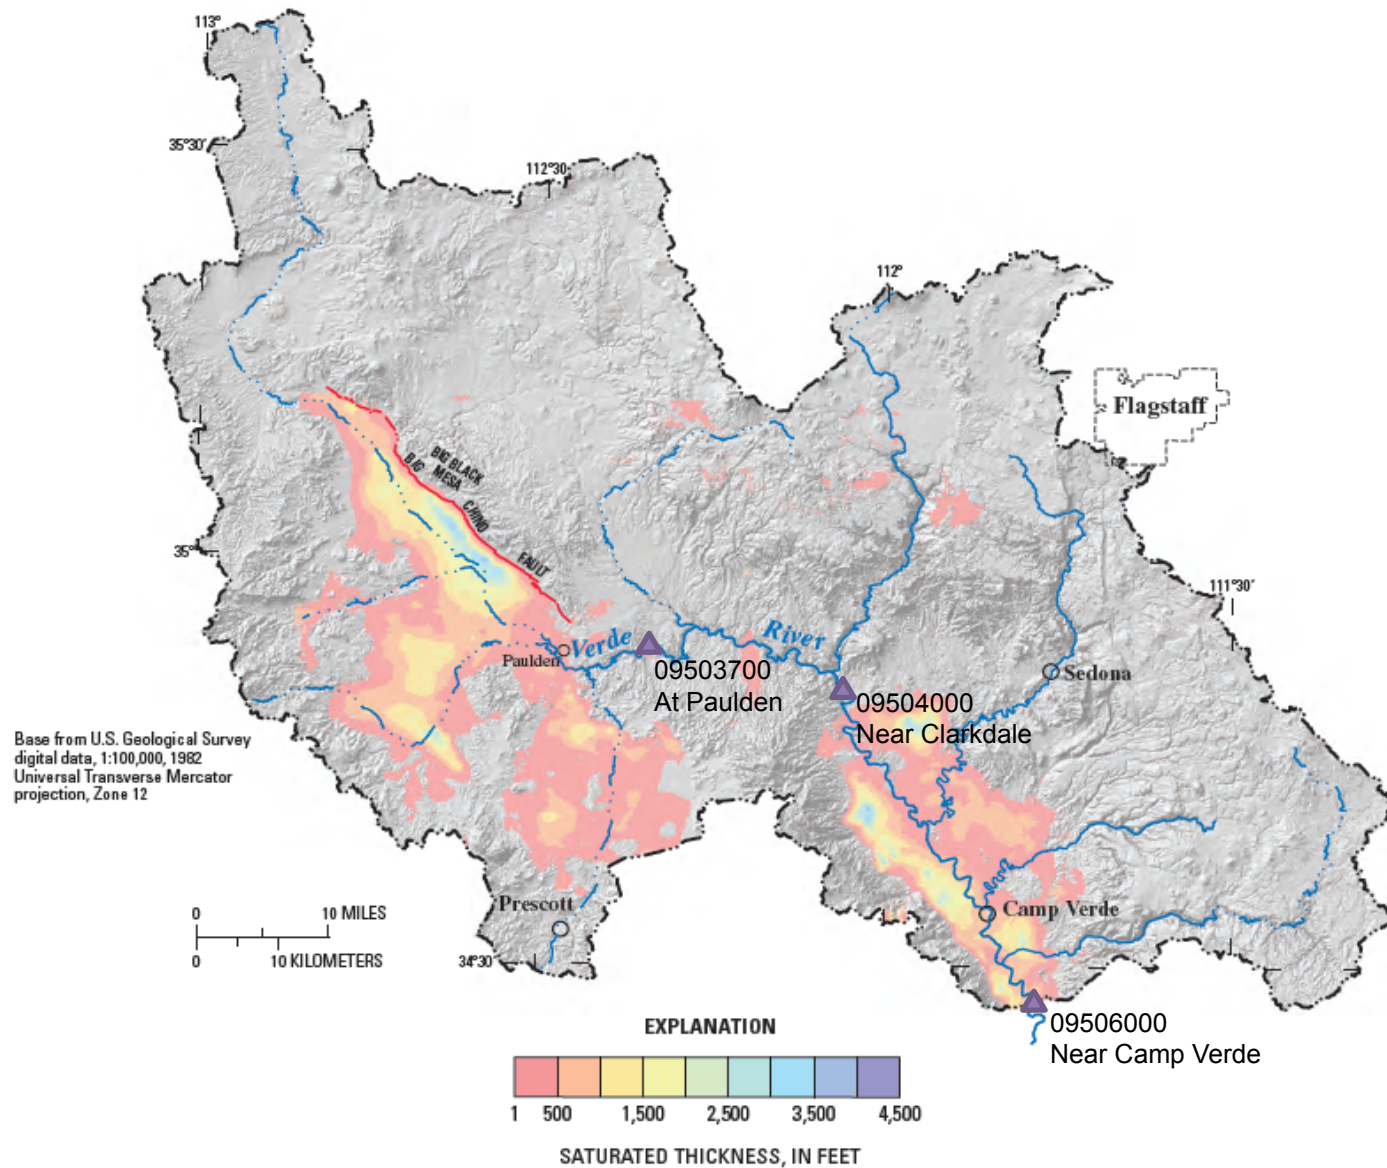 113°
35°30'
112°30'
112°
Flagstaff
BIG BLACK
MESA
BIG CHINO FAULT
35°
111°30'
Verde River
Paulden
09503700
At Paulden
Sedona
09504000
Near Clarkdale
Base from U.S. Geological Survey
digital data, 1:100,000, 1982
Universal Transverse Mercator
projection, Zone 12
Prescott
Camp Verde
0 10 MILES
0 10 KILOMETERS
34°30'
09506000
Near Camp Verde
EXPLANATION
1 500 1,500 2,500 3,500 4,500
SATURATED THICKNESS, IN FEET